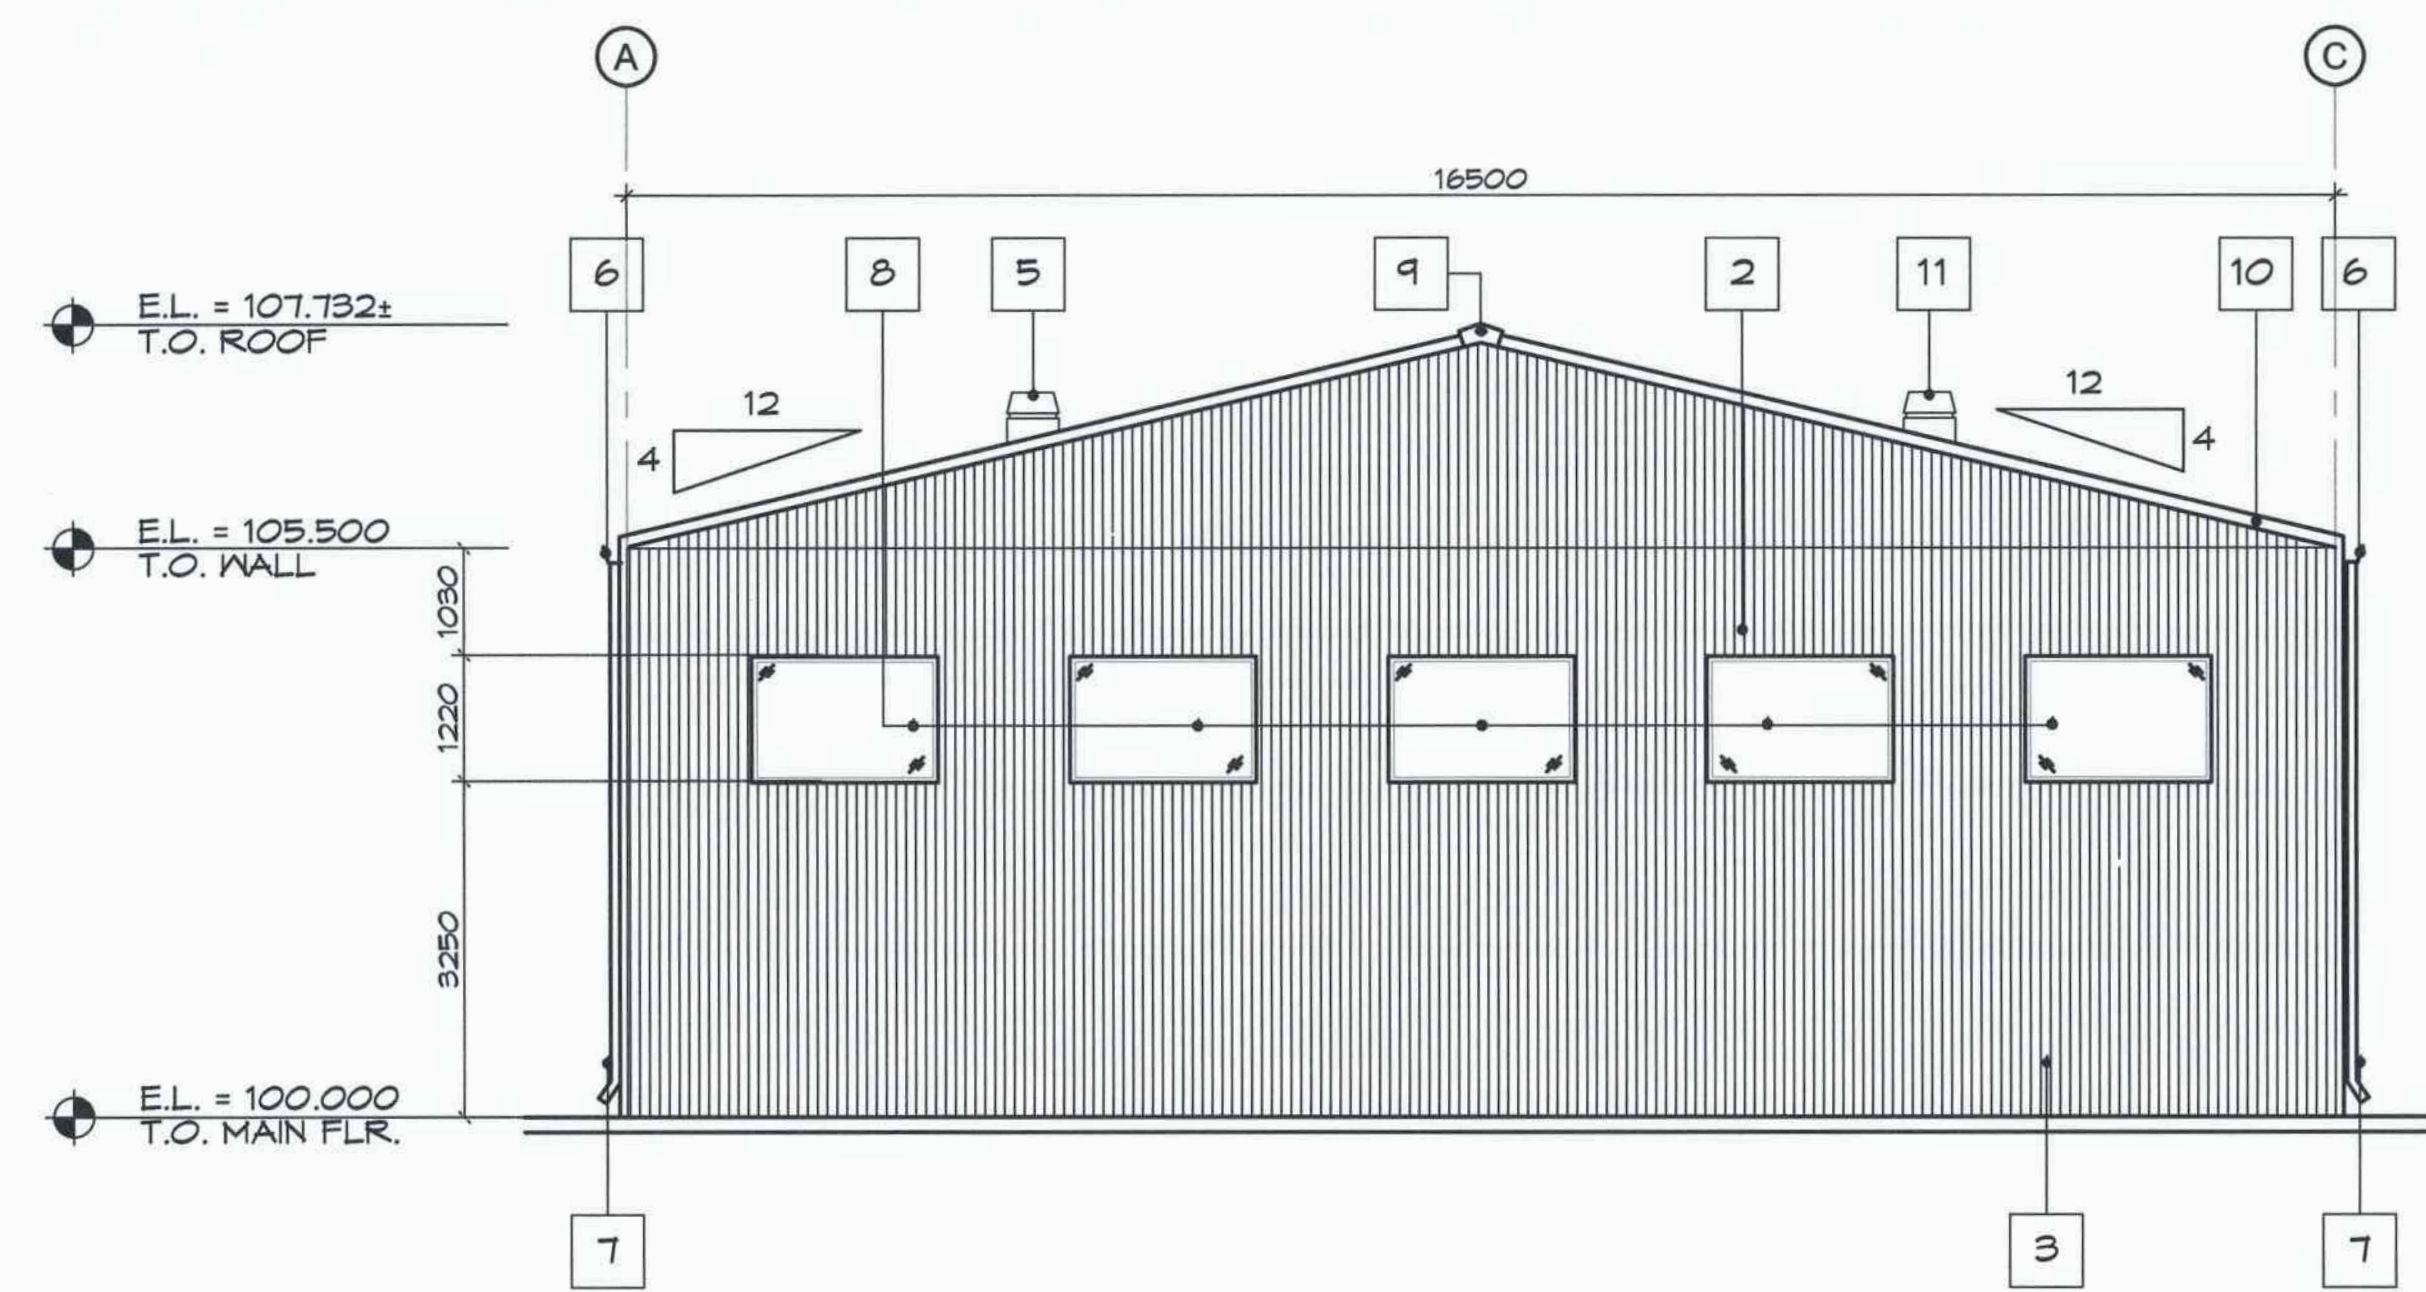 A
C
16500
6
8
5
9
2
11
10
6
E.L. = 107.732±
T.O. ROOF
12
4
12
4
E.L. = 105.500
T.O. WALL
1030
1220
3250
E.L. = 100.000
T.O. MAIN FLR.
7
3
7